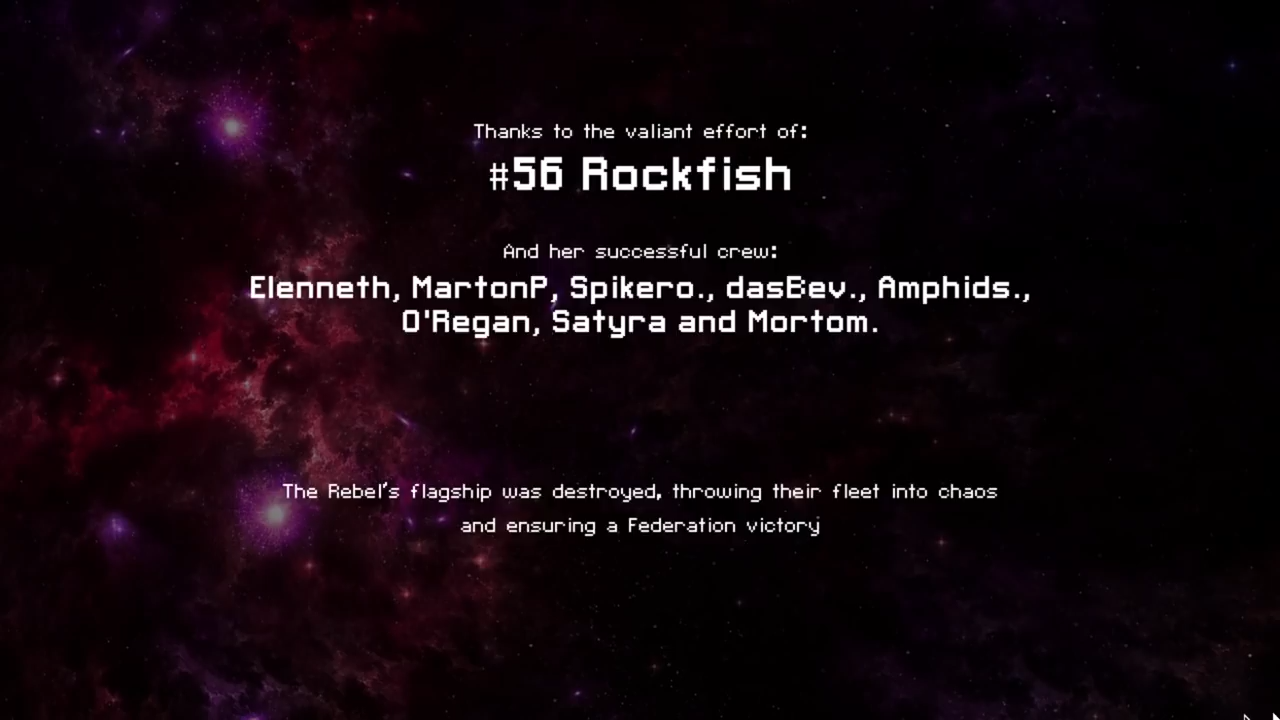 Thanks to the valiant effort of:
#56 Rockfish
And her successful crew:
Elenneth, MartonP, Spikero., dasBev., Amphids.,
O'Regan, Satyra and Mortom.
The Rebel's flagship was destroyed, throwing their fleet into chaos
and ensuring a Federation victory